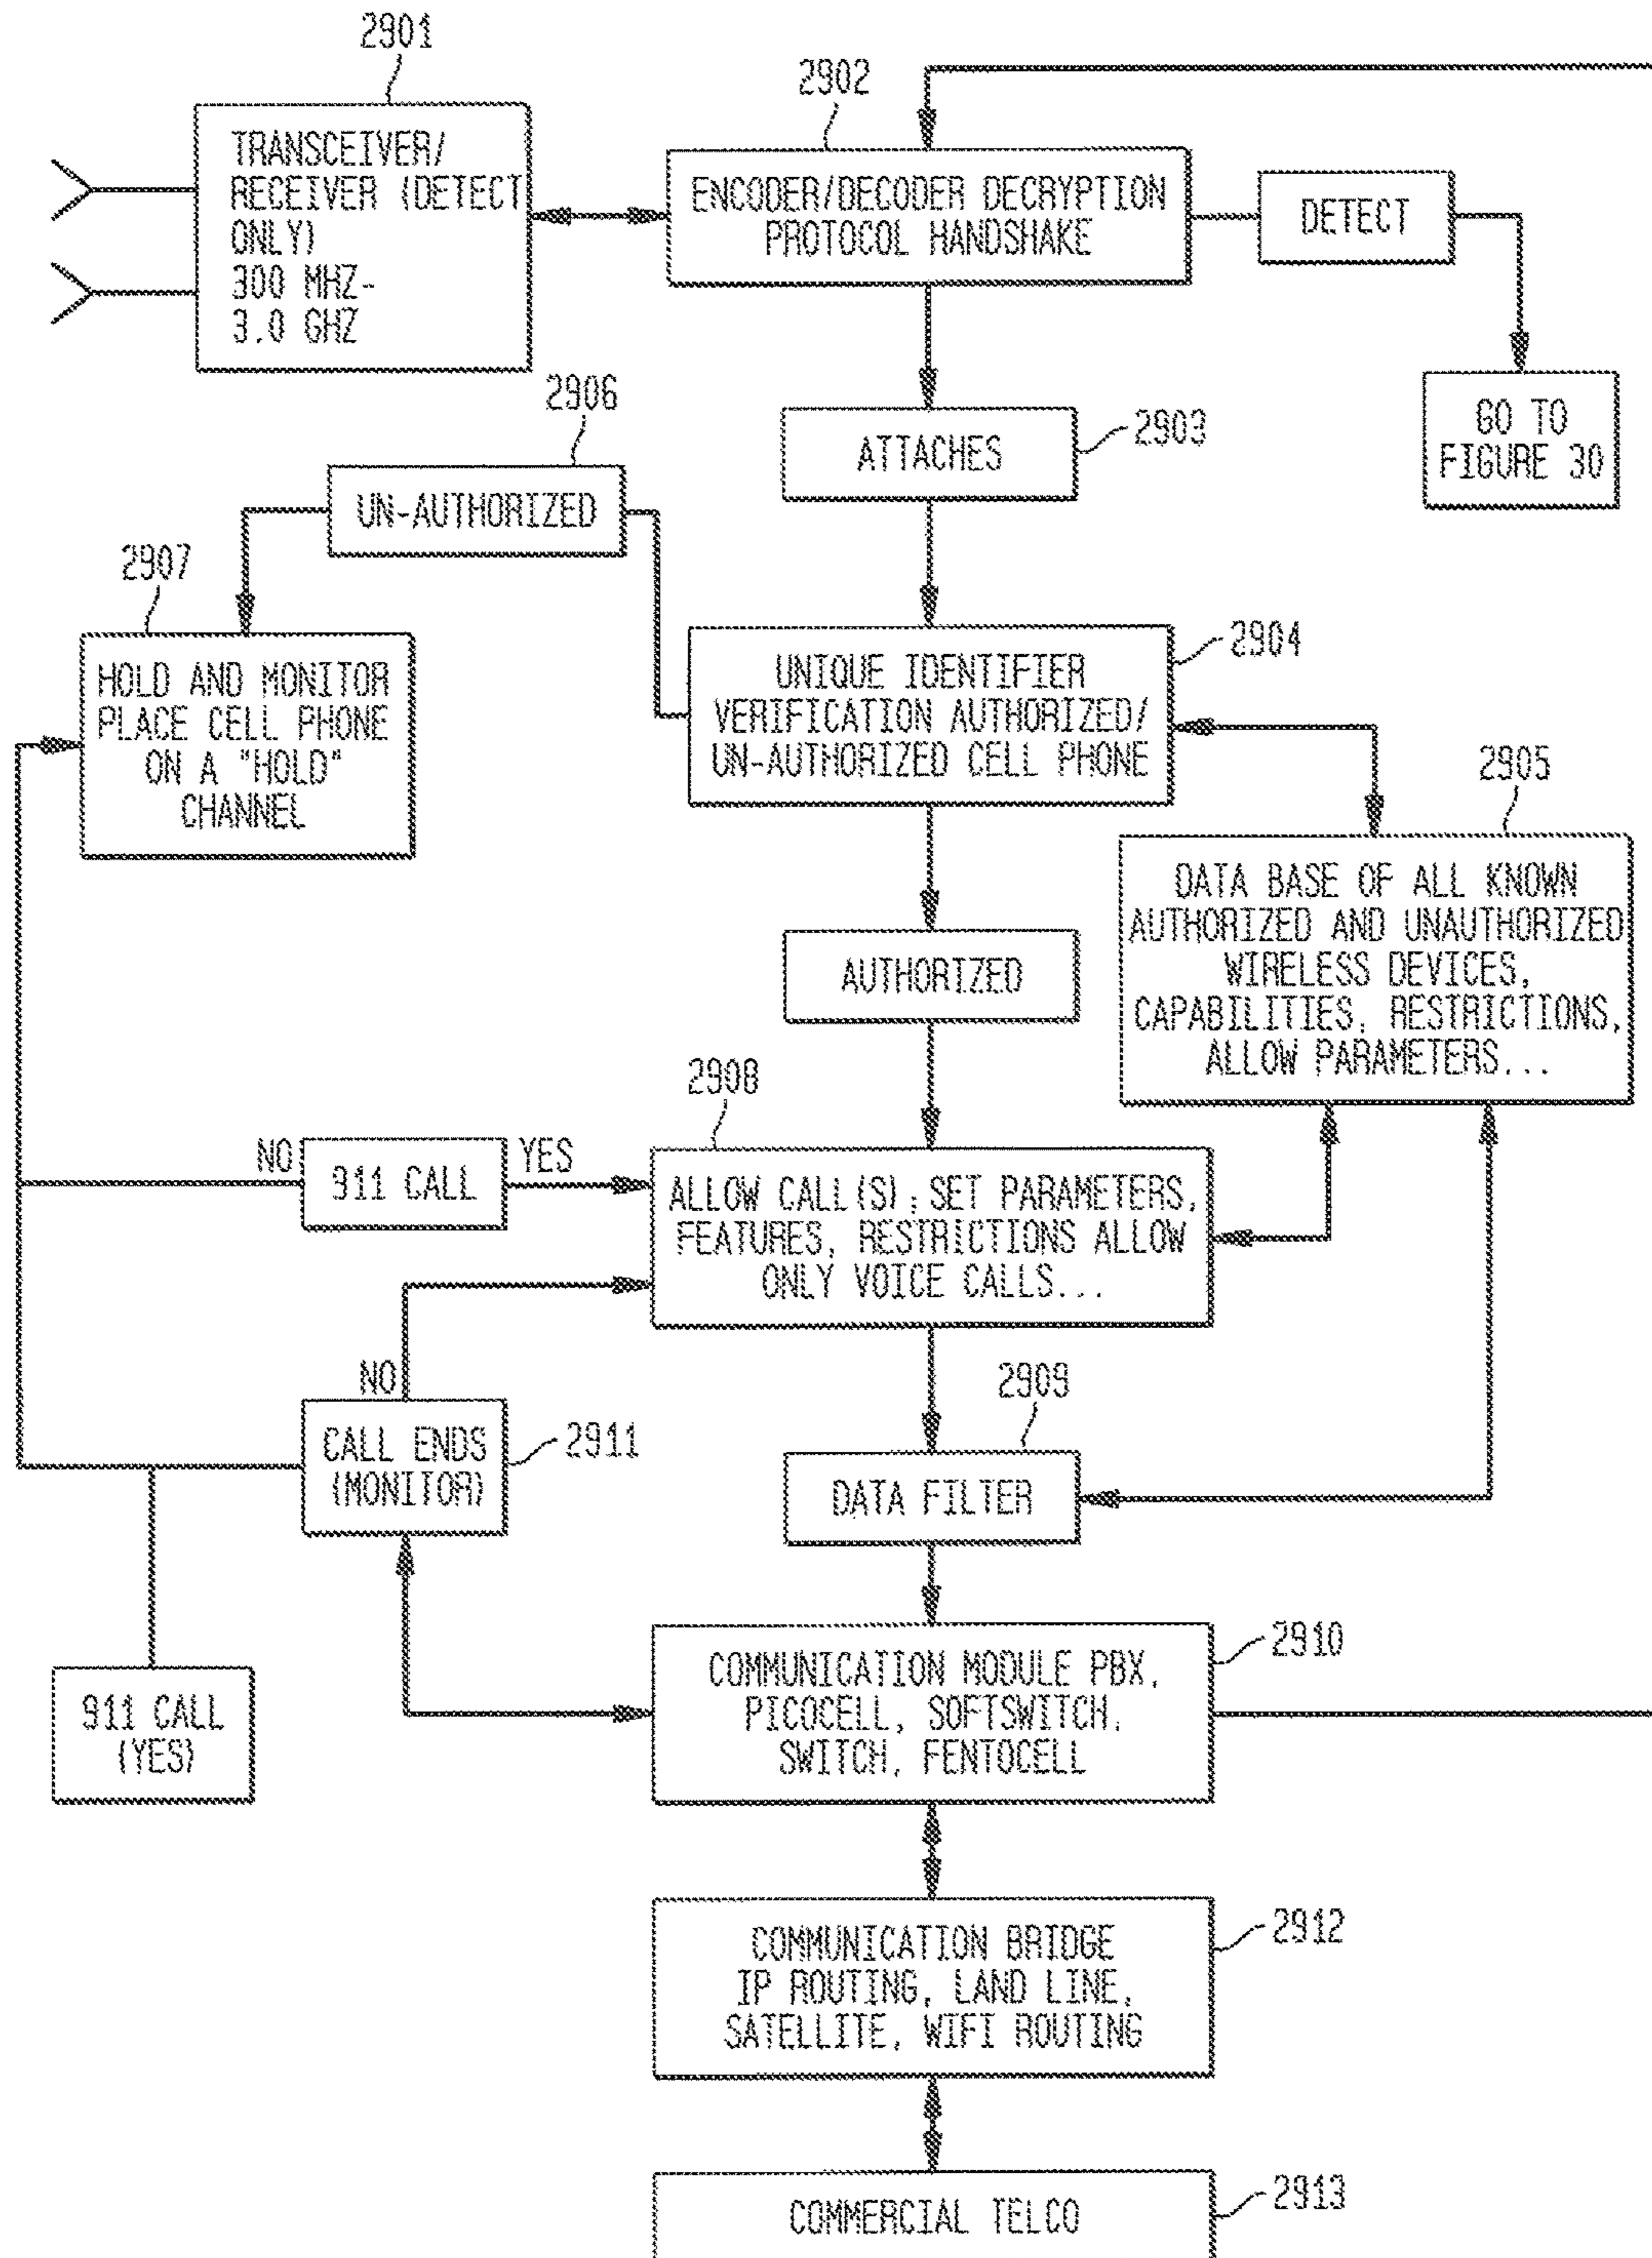 2901
TRANSCEIVER/
RECEIVER (DETECT
ONLY)
300 MHZ-
3.0 GHZ
2902
ENCODER/DECODER DECRYPTION
PROTOCOL HANDSHAKE
DETECT
GO TO
FIGURE 30
ATTACHES
2903
2906
UN-AUTHORIZED
2907
HOLD AND MONITOR
PLACE CELL PHONE
ON A "HOLD"
CHANNEL
2904
UNIQUE IDENTIFIER
VERIFICATION AUTHORIZED/
UN-AUTHORIZED CELL PHONE
2905
DATA BASE OF ALL KNOWN
AUTHORIZED AND UNAUTHORIZED
WIRELESS DEVICES,
CAPABILITIES, RESTRICTIONS,
ALLOW PARAMETERS...
AUTHORIZED
2908
NO
911 CALL
YES
ALLOW CALL(S), SET PARAMETERS,
FEATURES, RESTRICTIONS ALLOW
ONLY VOICE CALLS...
NO
CALL ENDS
(MONITOR)
2911
2909
DATA FILTER
911 CALL
(YES)
2910
COMMUNICATION MODULE PBX,
PICOCELL, SOFTSWITCH,
SWITCH, FENTOCELL
2912
COMMUNICATION BRIDGE
IP ROUTING, LAND LINE,
SATELLITE, WIFI ROUTING
2913
COMMERCIAL TELCO